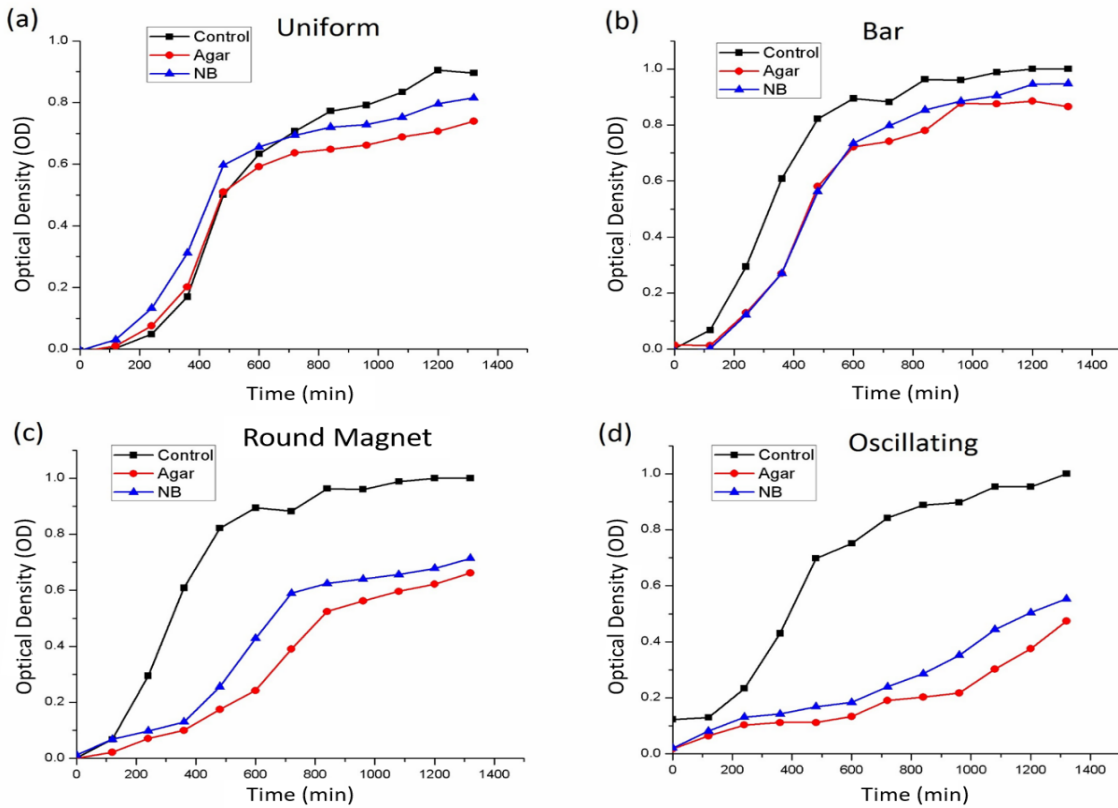 (a)
Uniform
Control
Agar
NB
1.0
0.8
0.6
0.4
0.2
0.0
Optical Density (OD)
0 200 400 600 800 1000 1200 1400
Time (min)
(b)
Bar
Control
Agar
NB
1.0
0.8
0.6
0.4
0.2
0.0
Optical Density (OD)
0 200 400 600 800 1000 1200 1400
Time (min)
(c)
Round Magnet
Control
Agar
NB
1.0
0.8
0.6
0.4
0.2
0.0
Optical Density (OD)
0 200 400 600 800 1000 1200 1400
Time (min)
(d)
Oscillating
Control
Agar
NB
1.0
0.8
0.6
0.4
0.2
0.0
Optical Density (OD)
0 200 400 600 800 1000 1200 1400
Time (min)